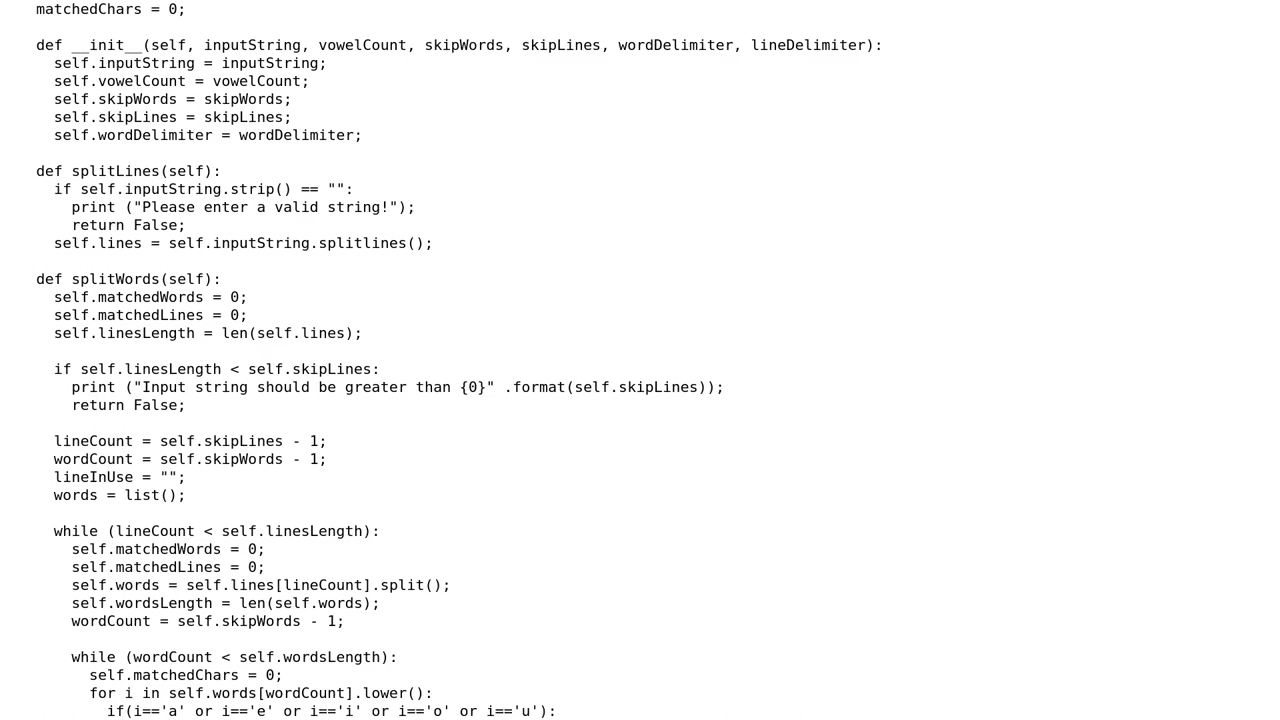 matchedChars = 0;
def __init__(self, inputString, vowelCount, skipWords, skipLines, wordDelimiter, lineDelimiter):
self.inputString = inputString;
self.vowelCount = vowelCount;
self.skipWords = skipWords;
self.skipLines = skipLines;
self.wordDelimiter = wordDelimiter;
def splitLines(self):
if self.inputString.strip() == "":
print ("Please enter a valid string!");
return False;
self.lines = self.inputString.splitlines();
def splitWords(self):
self.matchedWords = 0;
self.matchedLines = 0;
self.linesLength = len(self.lines);
if self.linesLength < self.skipLines:
print ("Input string should be greater than {0}" .format(self.skipLines));
return False;
lineCount = self.skipLines - 1;
wordCount = self.skipWords - 1;
lineInUse = "";
words = list();
while (lineCount < self.linesLength):
self.matchedWords = 0;
self.matchedLines = 0;
self.words = self.lines[lineCount].split();
self.wordsLength = len(self.words);
wordCount = self.skipWords - 1;
while (wordCount < self.wordsLength):
self.matchedChars = 0;
for i in self.words[wordCount].lower():
if(i=='a' or i=='e' or i=='i' or i=='o' or i=='u'):